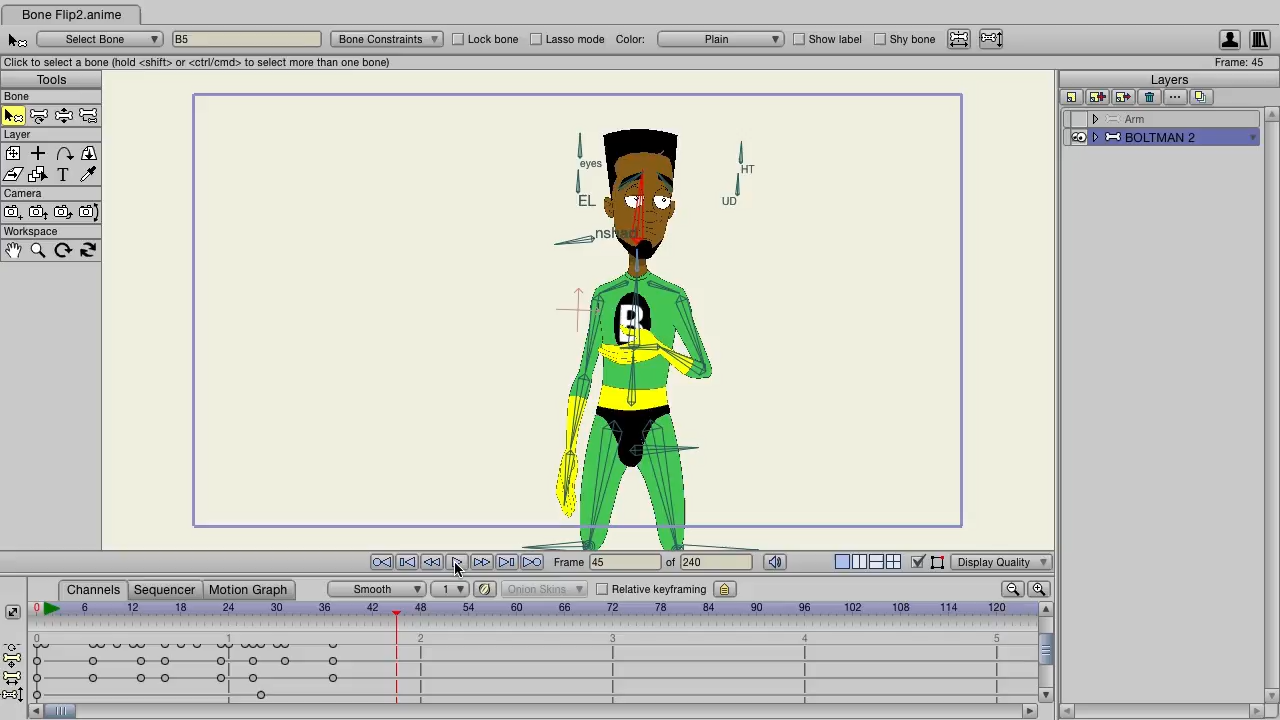 Bone Flip2.anime
Select Bone B5 Bone Constraints Lock bone Lasso mode Color: Plain Show label Shy bone
Click to select a bone (hold <shift> or <ctrl/cmd> to select more than one bone) Frame: 45
Tools Layers
Bone
Layer
T
Camera
Workspace
Arm
BOLTMAN 2
eyes HT
EL UD
B
Frame 45 of 240 Display Quality
Channels Sequencer Motion Graph Smooth 1 Onion Skins Relative keyframing
0 6 12 18 24 30 36 42 48 54 60 66 72 78 84 90 96 102 108 114 120
0 1 2 3 4 5